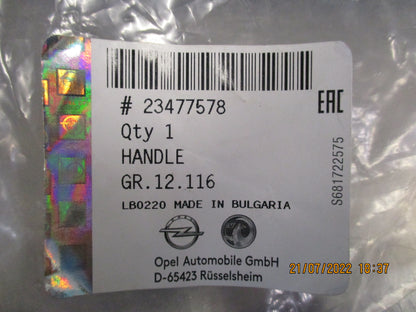 # 23477578
EAC
Qty 1
HANDLE
GR.12.116
S681722575
LB0220 MADE IN BULGARIA
Opel Automobile GmbH
D-65423 Rüsselsheim
21/07/2022 10:37